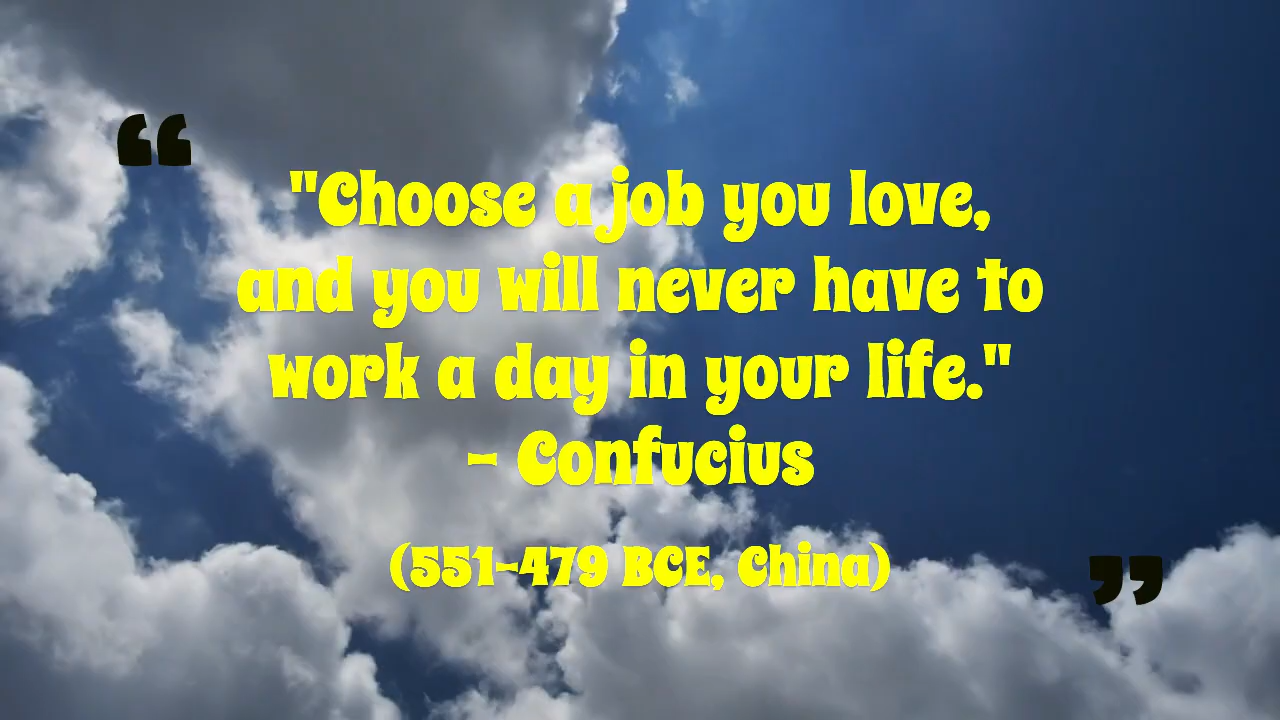 ❝
"Choose a job you love,
and you will never have to
work a day in your life."
– Confucius
(551–479 BCE, China)
❞